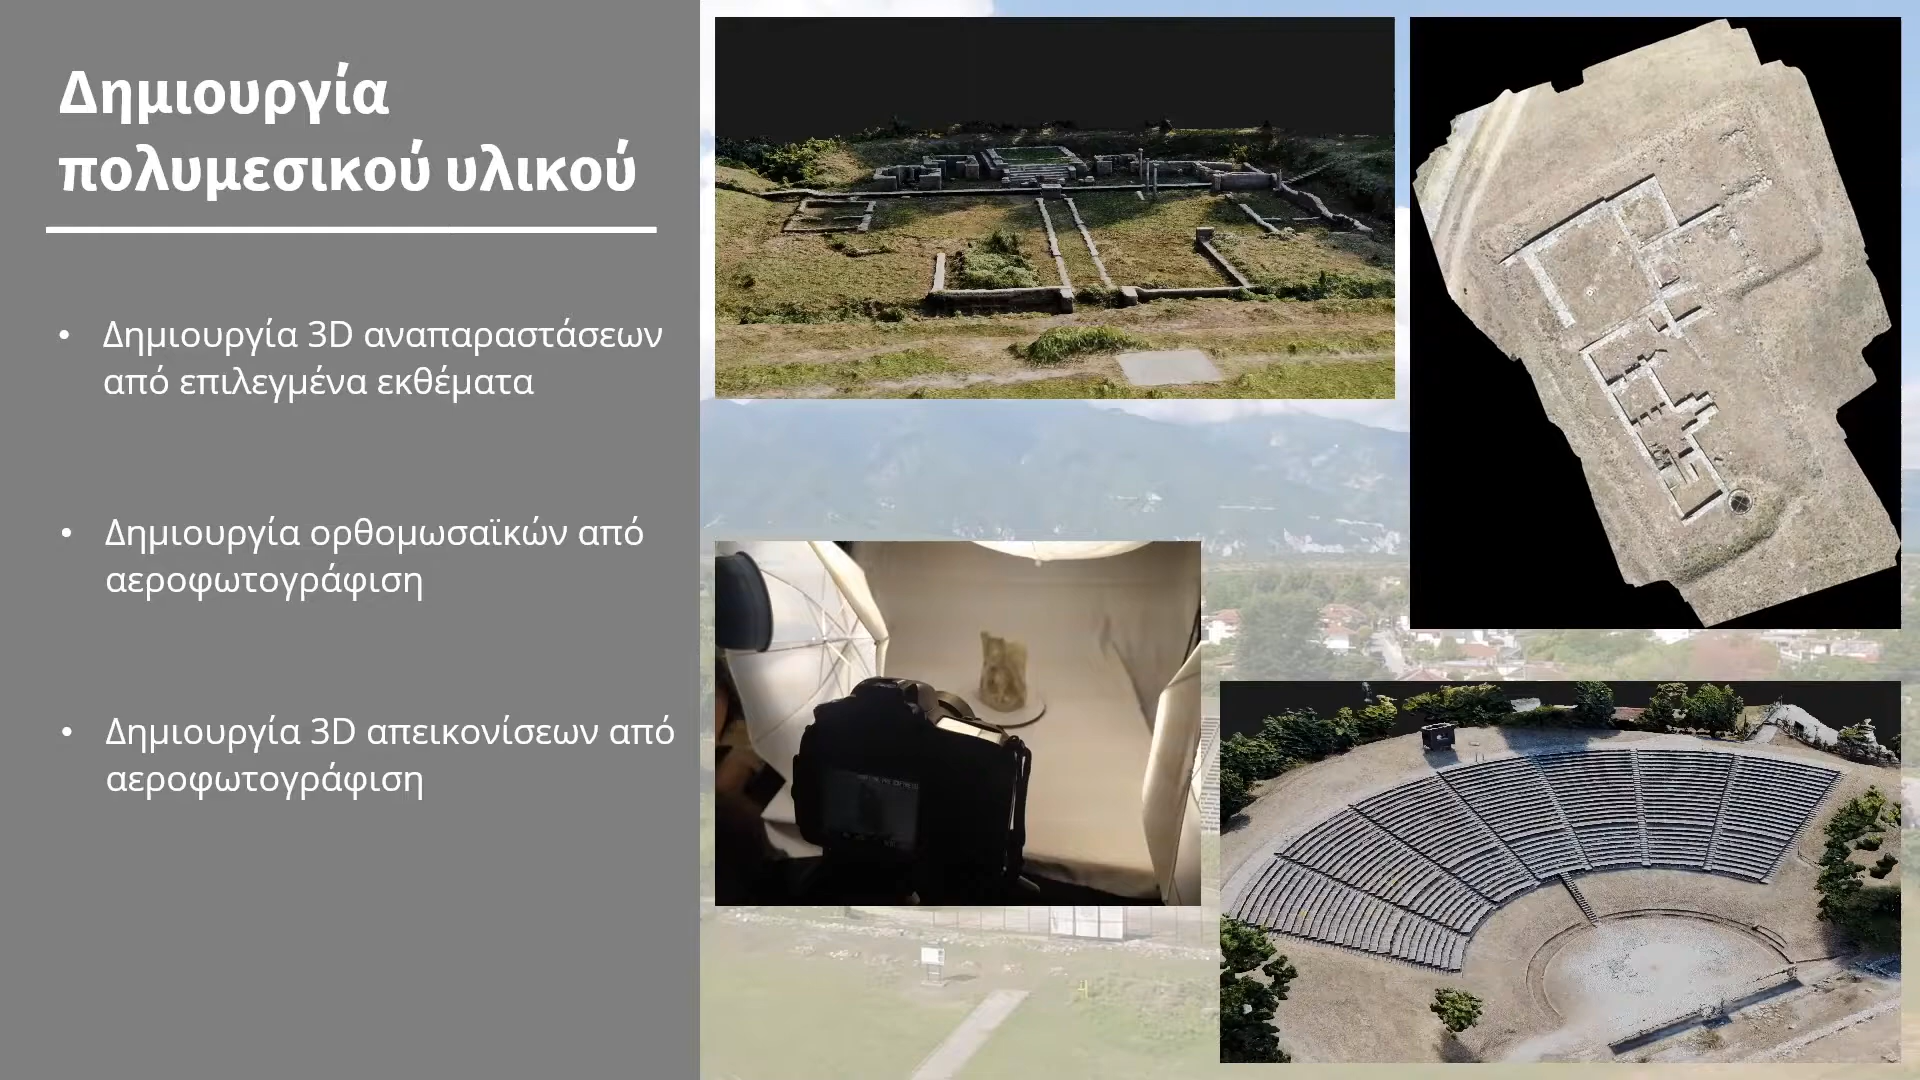 Δημιουργία
πολυμεσικού υλικού
• Δημιουργία 3D αναπαραστάσεων
από επιλεγμένα εκθέματα
• Δημιουργία ορθομωσαϊκών από
αεροφωτογράφιση
• Δημιουργία 3D απεικονίσεων από
αεροφωτογράφιση